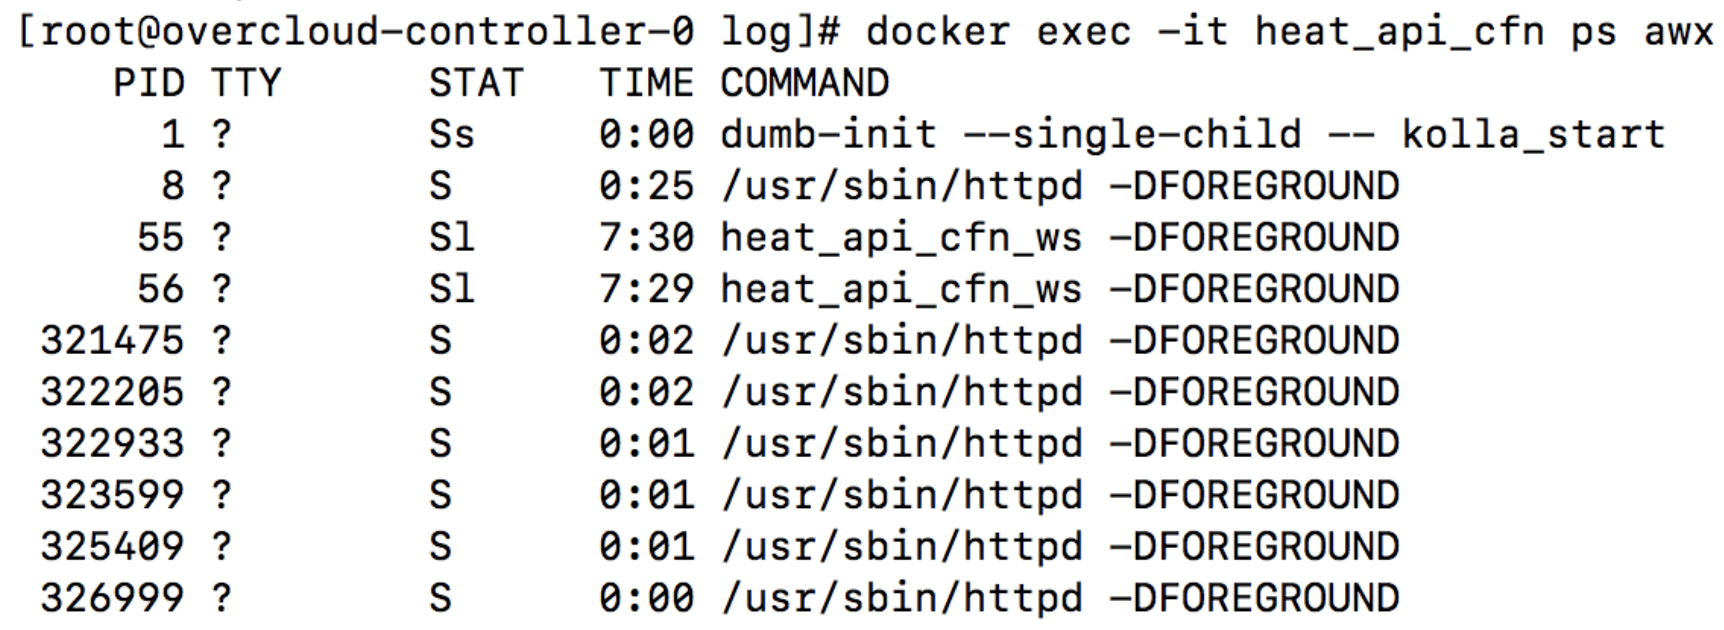 [root@overcloud-controller-0 log]# docker exec -it heat_api_cfn ps awx
PID TTY STAT TIME COMMAND
1 ? Ss 0:00 dumb-init --single-child -- kolla_start
8 ? S 0:25 /usr/sbin/httpd -DFOREGROUND
55 ? Sl 7:30 heat_api_cfn_ws -DFOREGROUND
56 ? Sl 7:29 heat_api_cfn_ws -DFOREGROUND
321475 ? S 0:02 /usr/sbin/httpd -DFOREGROUND
322205 ? S 0:02 /usr/sbin/httpd -DFOREGROUND
322933 ? S 0:01 /usr/sbin/httpd -DFOREGROUND
323599 ? S 0:01 /usr/sbin/httpd -DFOREGROUND
325409 ? S 0:01 /usr/sbin/httpd -DFOREGROUND
326999 ? S 0:00 /usr/sbin/httpd -DFOREGROUND